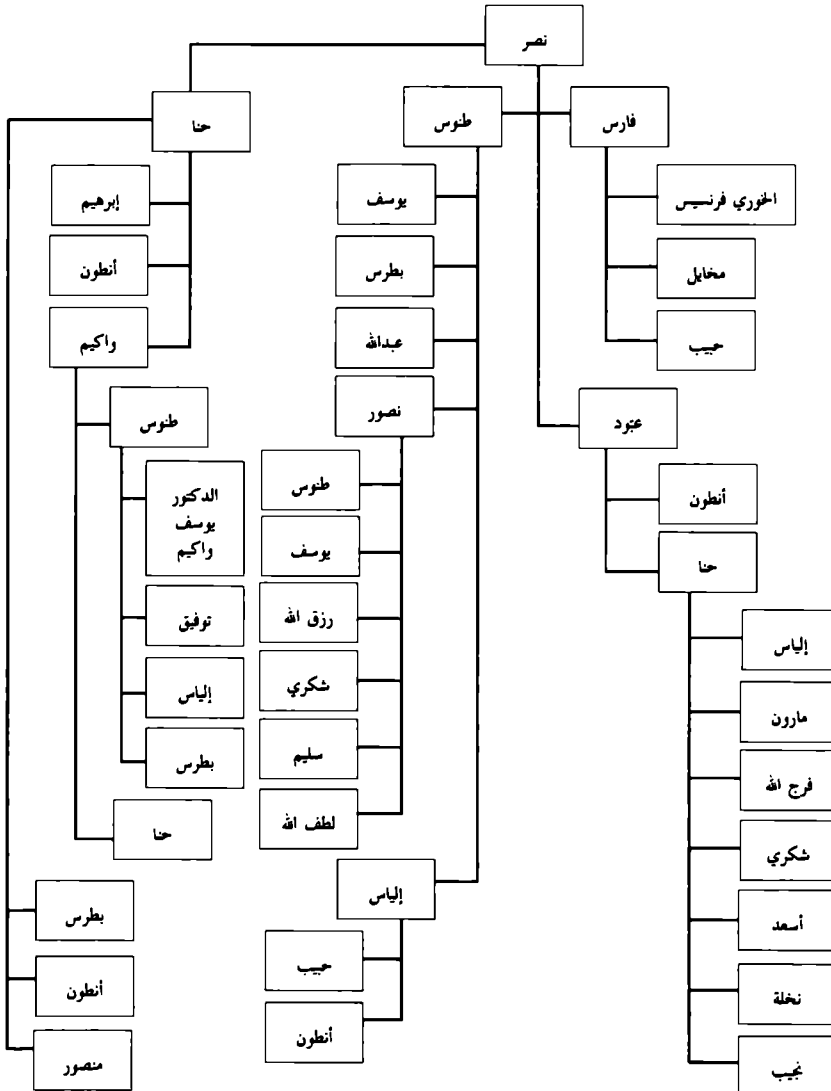 نصر
فارس
طنوس
حنا
الخوري فرنسيس
مخايل
حبيب
عبّود
أنطون
حنا
إلياس
مارون
فرج الله
شكري
أسعد
نخلة
نجيب
يوسف
بطرس
عبدالله
نصور
طنوس
يوسف
رزق الله
شكري
سليم
لطف الله
إلياس
حبيب
أنطون
إبرهيم
أنطون
واكيم
طنوس
الدكتور
يوسف
واكيم
توفيق
إلياس
بطرس
حنا
بطرس
أنطون
منصور